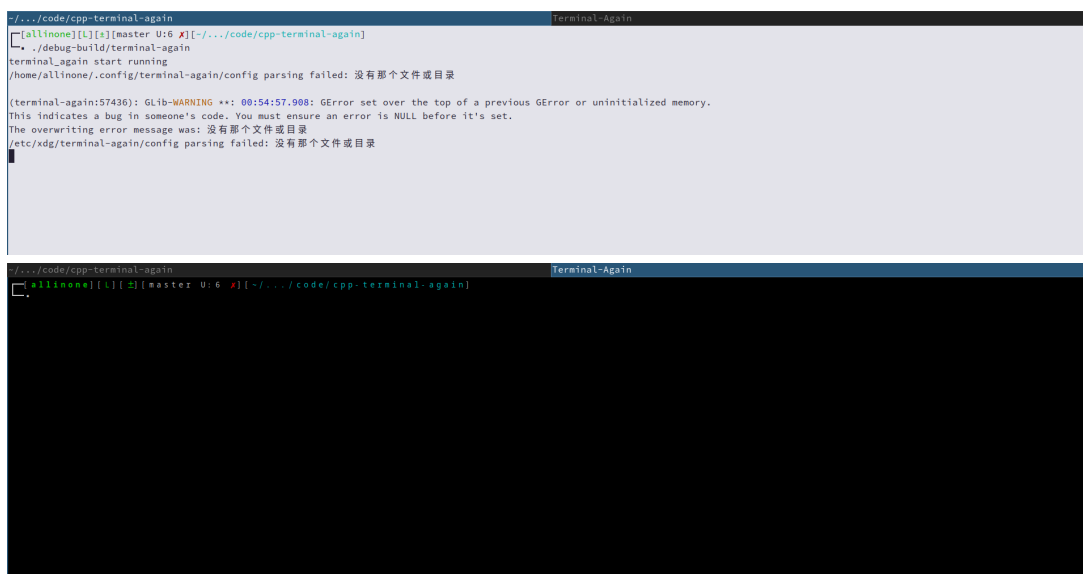 ~/.../code/cpp-terminal-again Terminal-Again
┌─[allinone][L][±][master U:6 ✗][~/.../code/cpp-terminal-again]
└─▪ ./debug-build/terminal-again
terminal_again start running
/home/allinone/.config/terminal-again/config parsing failed: 没有那个文件或目录
(terminal-again:57436): GLib-WARNING **: 00:54:57.908: GError set over the top of a previous GError or uninitialized memory.
This indicates a bug in someone's code. You must ensure an error is NULL before it's set.
The overwriting error message was: 没有那个文件或目录
/etc/xdg/terminal-again/config parsing failed: 没有那个文件或目录
~/.../code/cpp-terminal-again Terminal-Again
┌─[allinone][L][±][master U:6 ✗][~/.../code/cpp-terminal-again]
└─▪